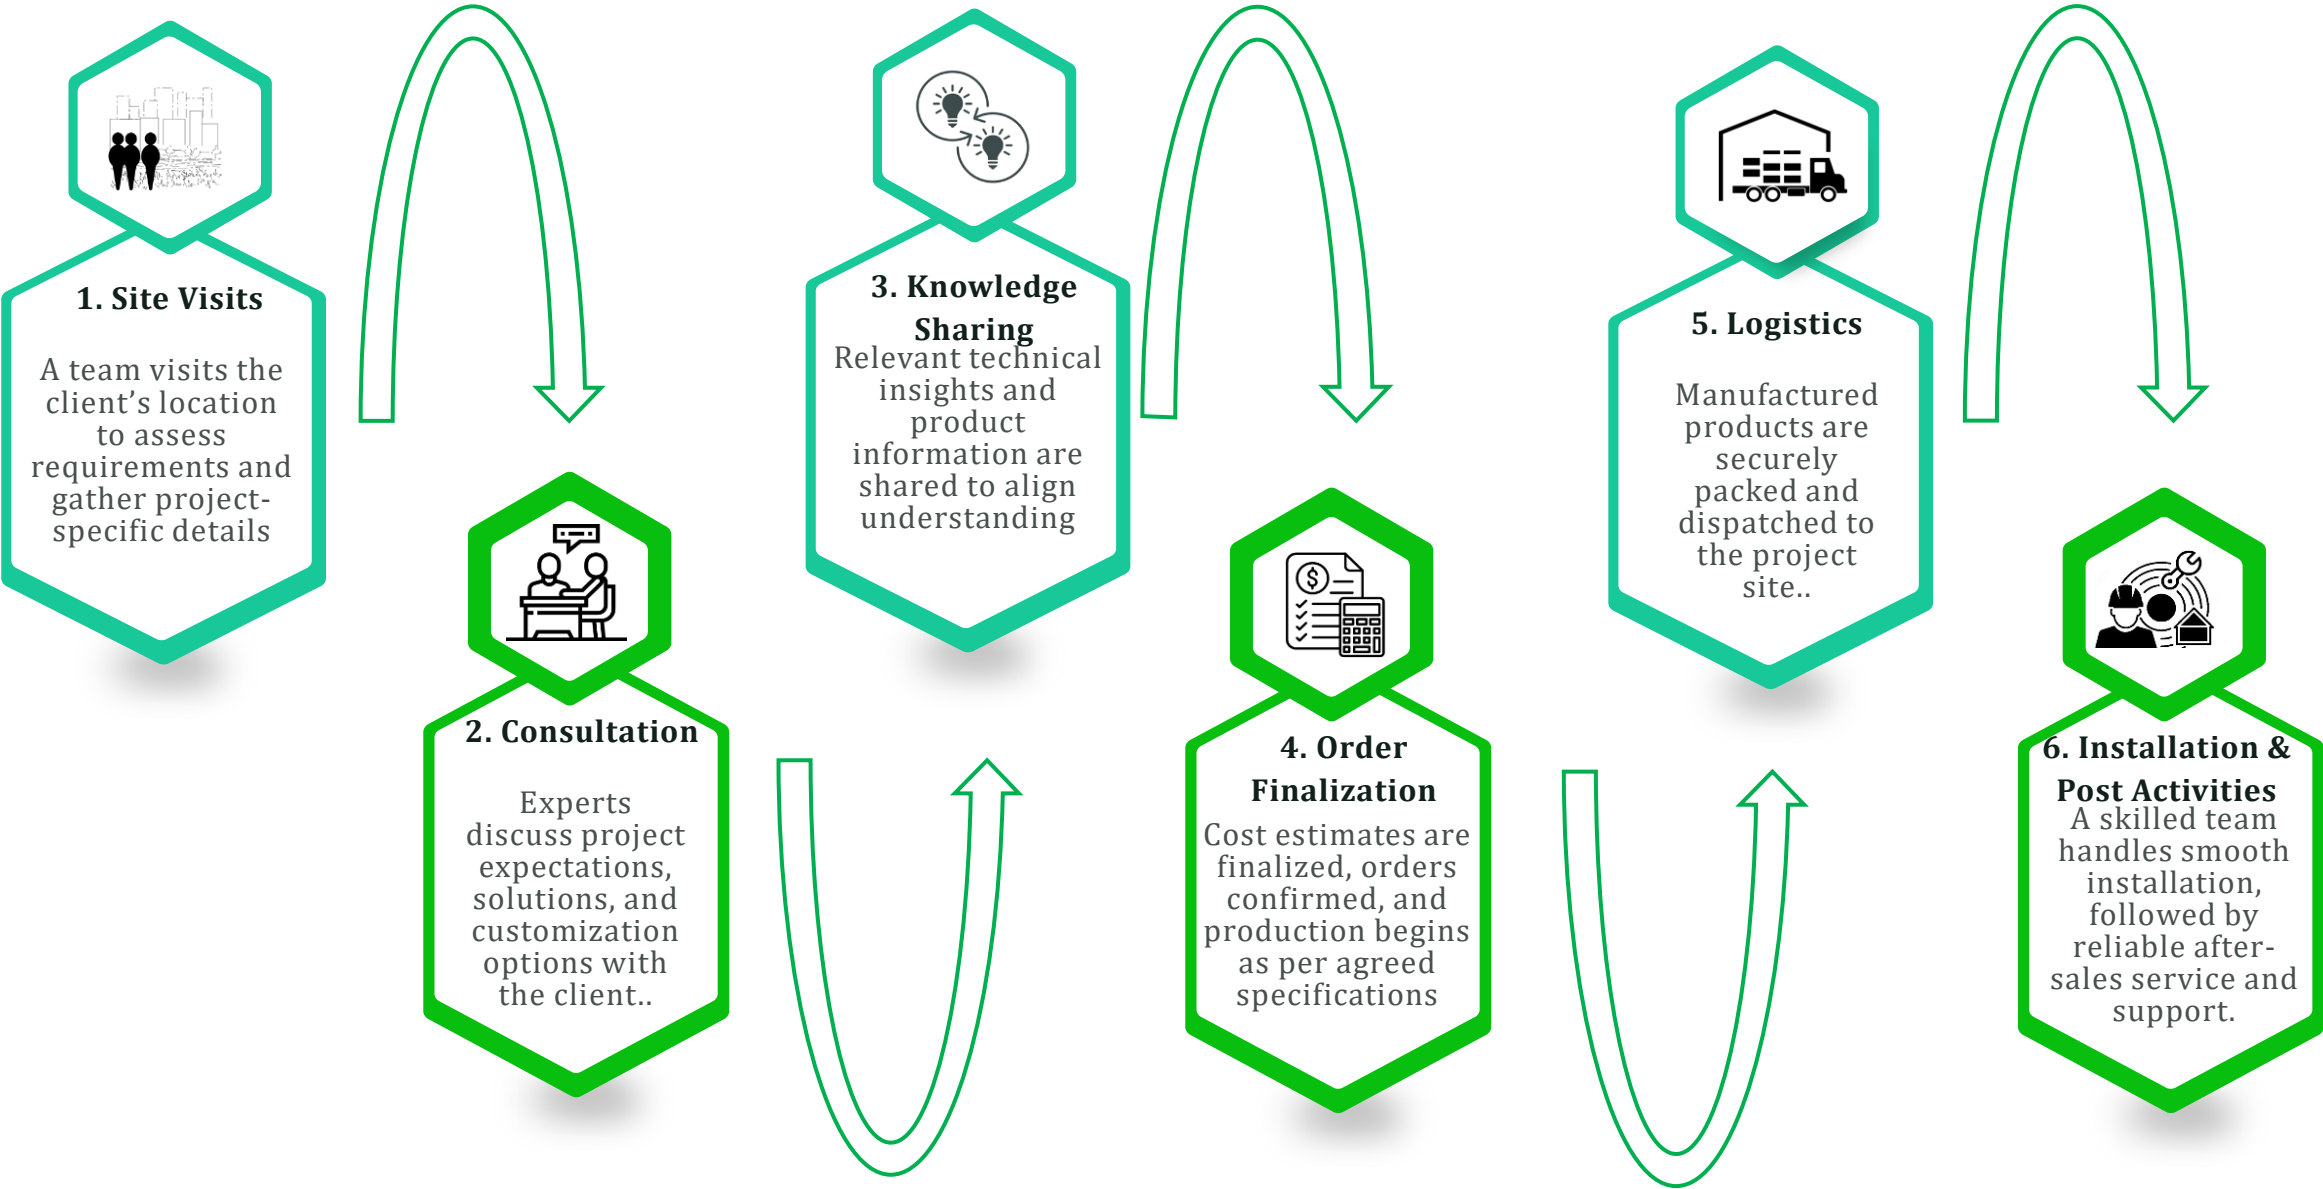 1. Site Visits
A team visits the
client’s location
to assess
requirements and
gather project-
specific details
2. Consultation
Experts
discuss project
expectations,
solutions, and
customization
options with
the client..
3. Knowledge
Sharing
Relevant technical
insights and
product
information are
shared to align
understanding
4. Order
Finalization
Cost estimates are
finalized, orders
confirmed, and
production begins
as per agreed
specifications
5. Logistics
Manufactured
products are
securely
packed and
dispatched to
the project
site..
6. Installation &
Post Activities
A skilled team
handles smooth
installation,
followed by
reliable after-
sales service and
support.